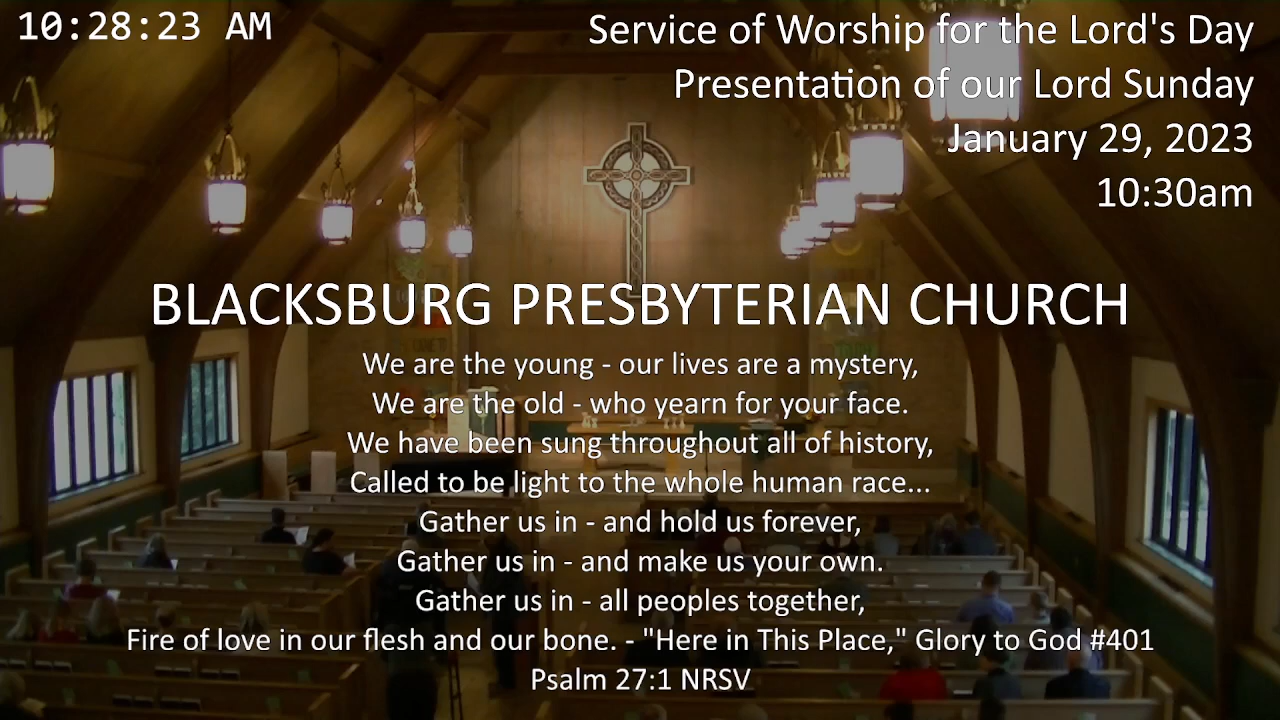 10:28:23 AM
Service of Worship for the Lord's Day
Presentation of our Lord Sunday
January 29, 2023
10:30am
BLACKSBURG PRESBYTERIAN CHURCH
We are the young - our lives are a mystery,
We are the old - who yearn for your face.
We have been sung throughout all of history,
Called to be light to the whole human race...
Gather us in - and hold us forever,
Gather us in - and make us your own.
Gather us in - all peoples together,
Fire of love in our flesh and our bone. - "Here in This Place," Glory to God #401
Psalm 27:1 NRSV